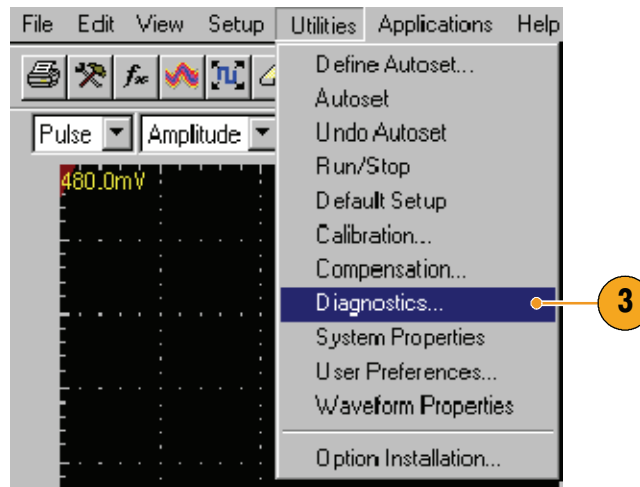 File Edit View Setup Utilities Applications Help
Pulse Amplitude
480.0mV
Define Autoset...
Autoset
Undo Autoset
Run/Stop
Default Setup
Calibration...
Compensation...
Diagnostics...
3
System Properties
User Preferences...
Waveform Properties
Option Installation...